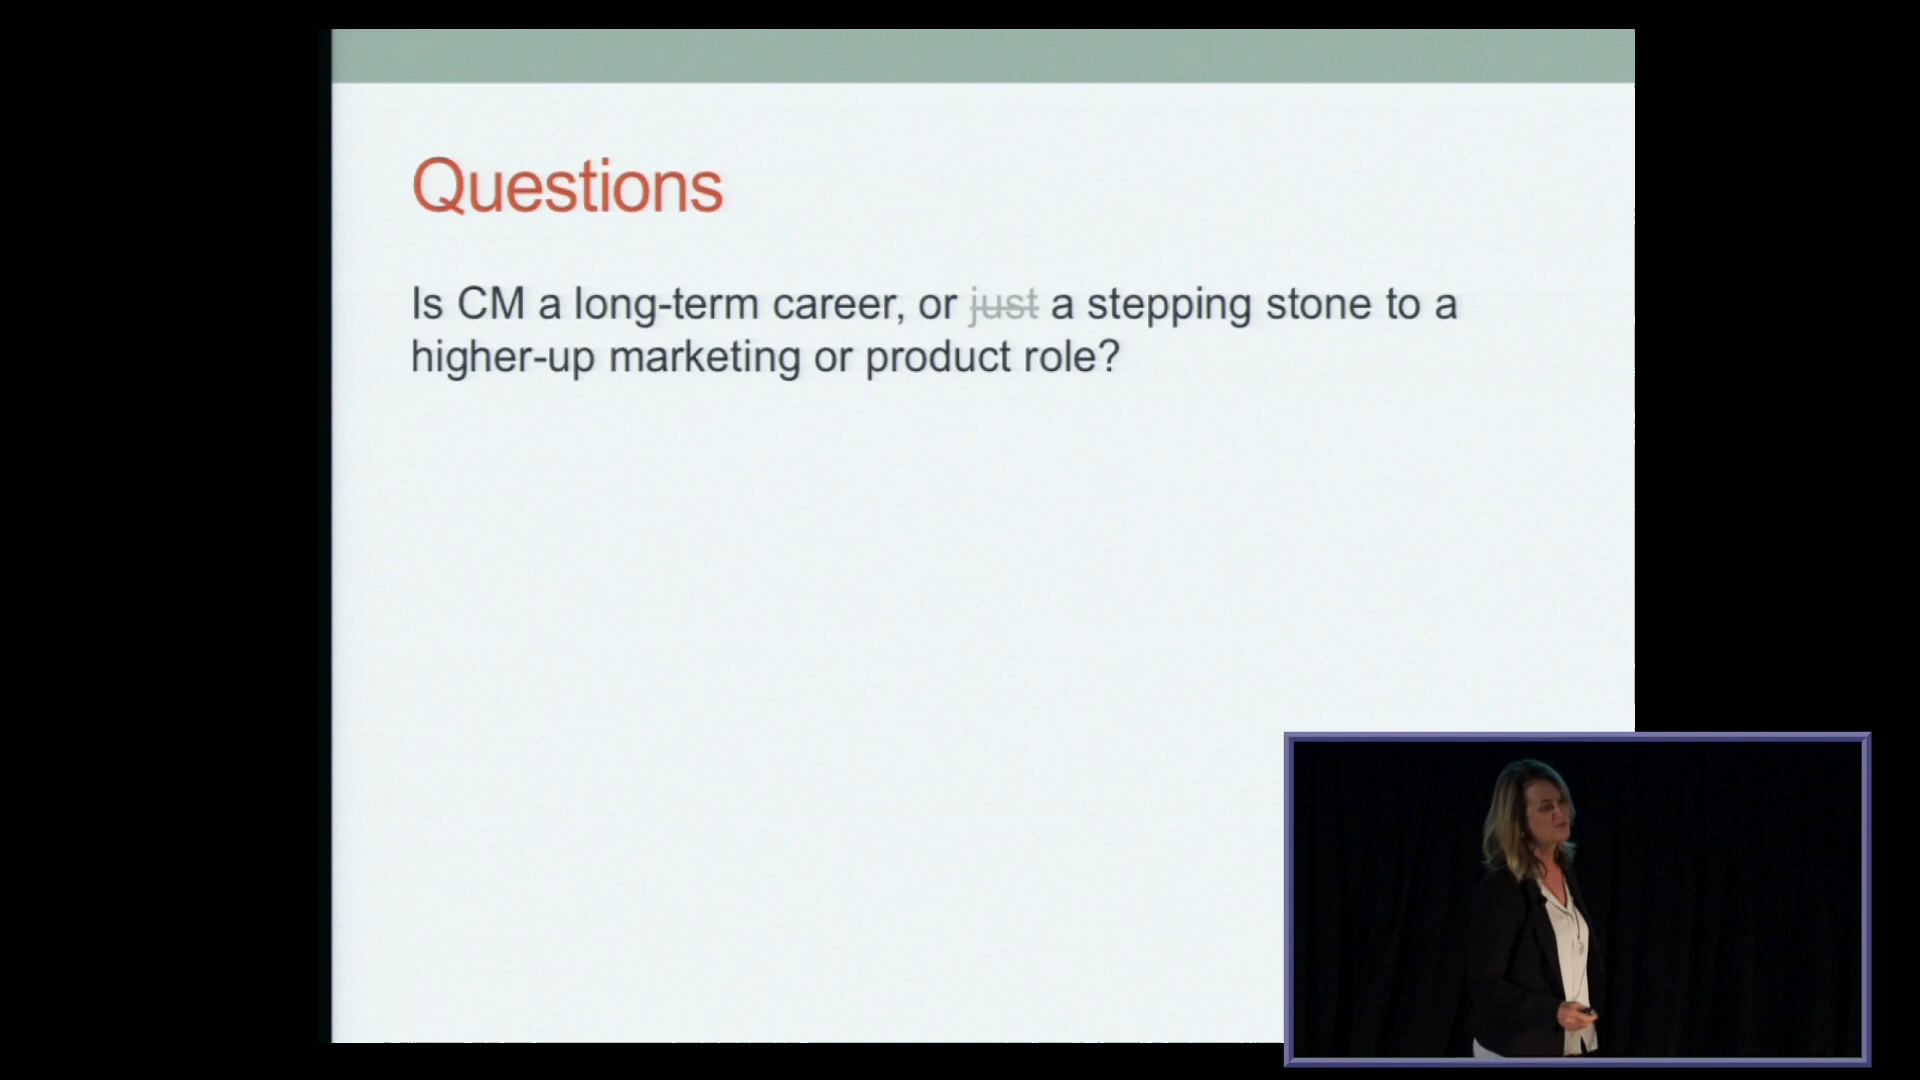 Questions
Is CM a long-term career, or just a stepping stone to a
higher-up marketing or product role?